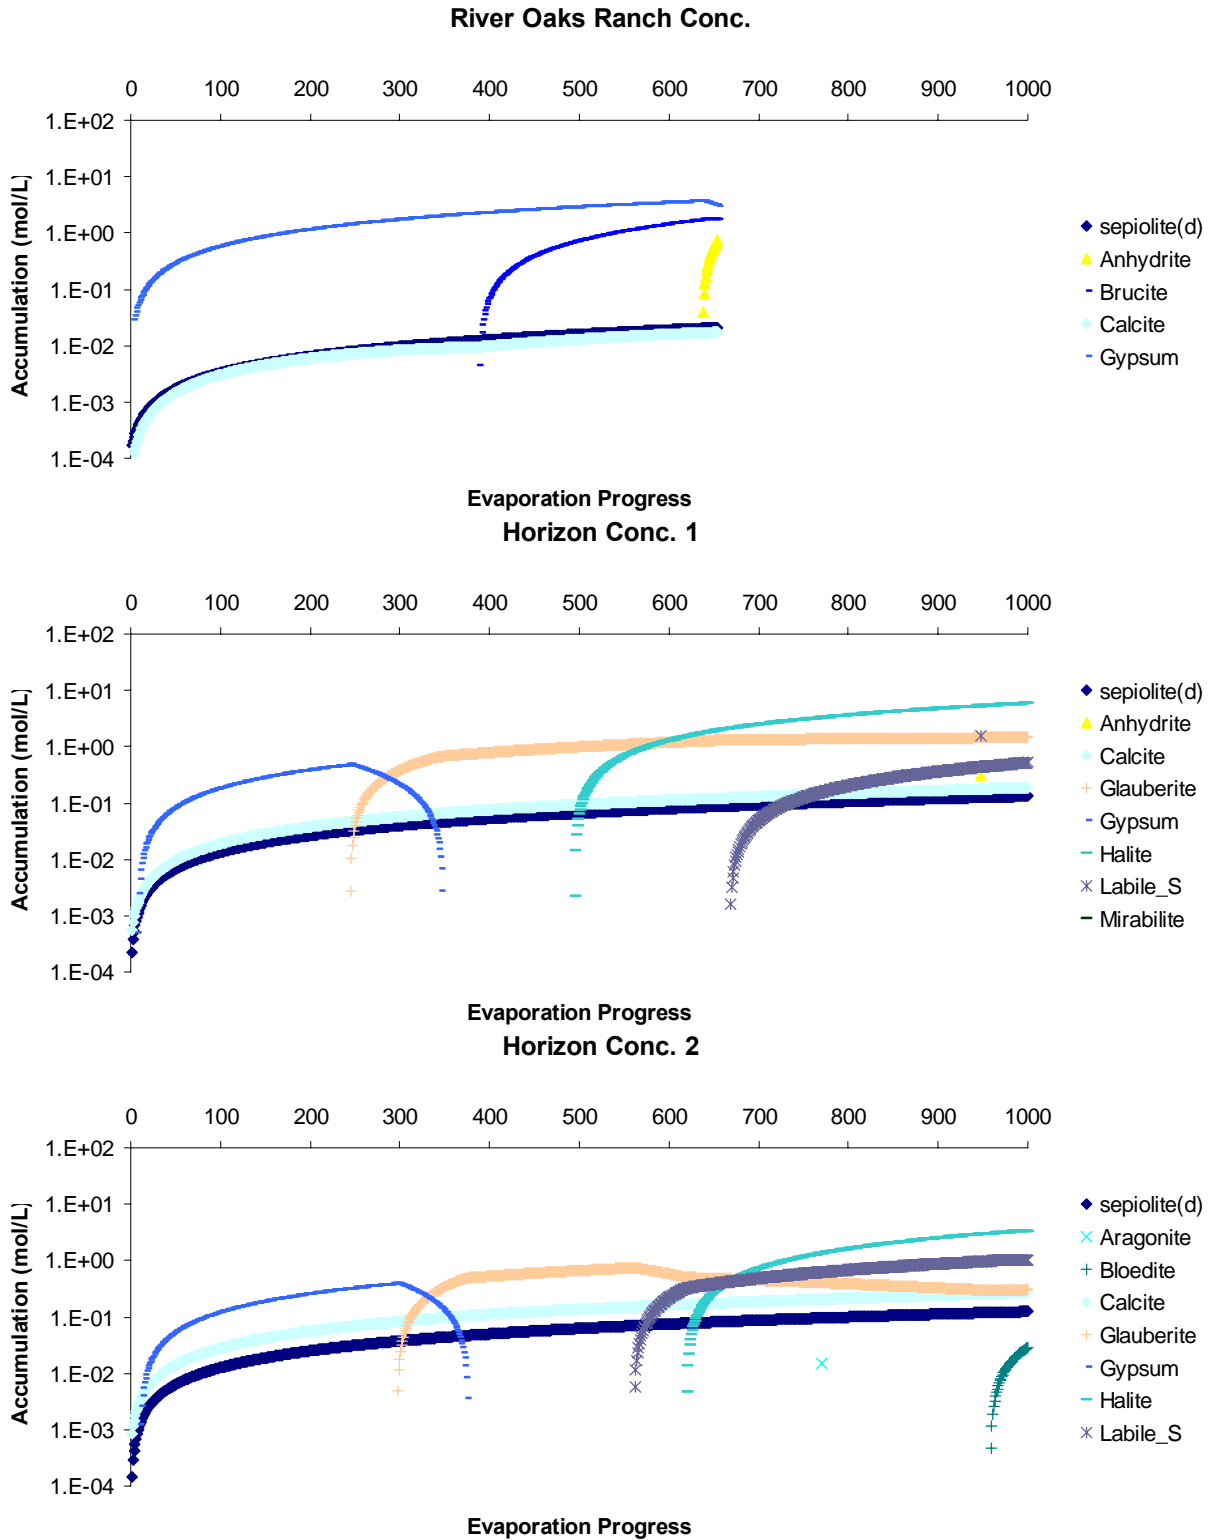 River Oaks Ranch Conc.
0 100 200 300 400 500 600 700 800 900 1000
1.E+02
1.E+01
1.E+00
1.E-01
1.E-02
1.E-03
1.E-04
Accumulation (mol/L)
sepiolite(d)
Anhydrite
Brucite
Calcite
Gypsum
Evaporation Progress
Horizon Conc. 1
0 100 200 300 400 500 600 700 800 900 1000
1.E+02
1.E+01
1.E+00
1.E-01
1.E-02
1.E-03
1.E-04
Accumulation (mol/L)
sepiolite(d)
Anhydrite
Calcite
Glauberite
Gypsum
Halite
Labile_S
Mirabilite
Evaporation Progress
Horizon Conc. 2
0 100 200 300 400 500 600 700 800 900 1000
1.E+02
1.E+01
1.E+00
1.E-01
1.E-02
1.E-03
1.E-04
Accumulation (mol/L)
sepiolite(d)
Aragonite
Bloedite
Calcite
Glauberite
Gypsum
Halite
Labile_S
Evaporation Progress